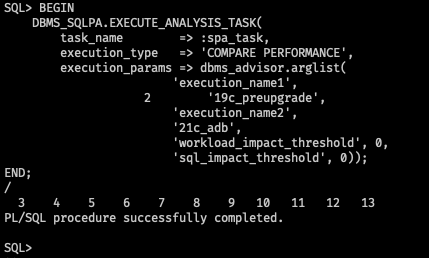 SQL> BEGIN
    DBMS_SQLPA.EXECUTE_ANALYSIS_TASK(
        task_name        => :spa_task,
        execution_type   => 'COMPARE PERFORMANCE',
        execution_params => dbms_advisor.arglist(
                        'execution_name1',
                    2        '19c_preupgrade',
                        'execution_name2',
                        '21c_adb',
                        'workload_impact_threshold', 0,
                        'sql_impact_threshold', 0));
END;
/
  3    4    5    6    7    8    9   10   11   12   13
PL/SQL procedure successfully completed.

SQL>